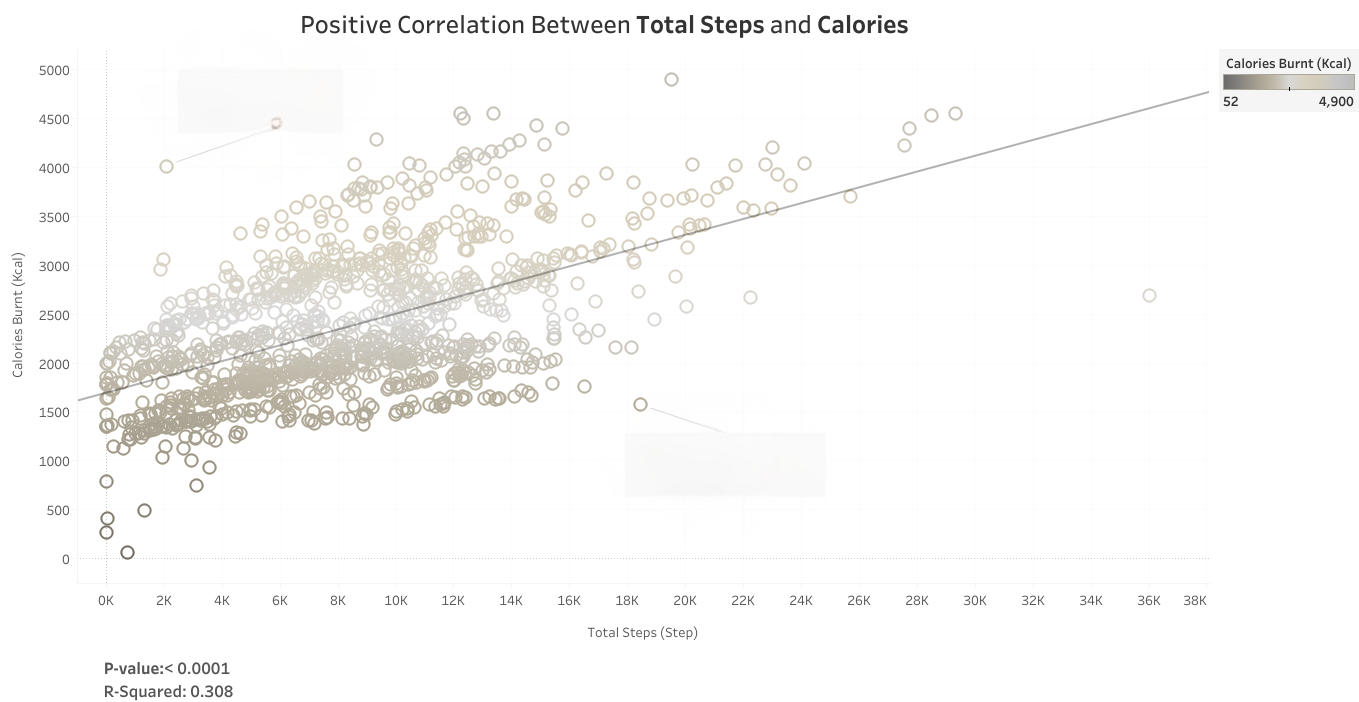 Positive Correlation Between Total Steps and Calories
Calories Burnt (Kcal)
52 4,900
5000
4500
4000
3500
3000
2500
2000
1500
1000
500
0
Calories Burnt (Kcal)
0K 2K 4K 6K 8K 10K 12K 14K 16K 18K 20K 22K 24K 26K 28K 30K 32K 34K 36K 38K
Total Steps (Step)
P-value:< 0.0001
R-Squared: 0.308